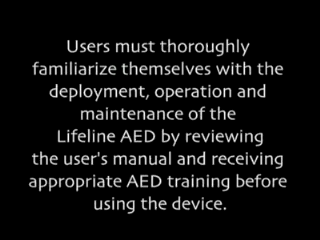 Users must thoroughly
familiarize themselves with the
deployment, operation and
maintenance of the
Lifeline AED by reviewing
the user's manual and receiving
appropriate AED training before
using the device.